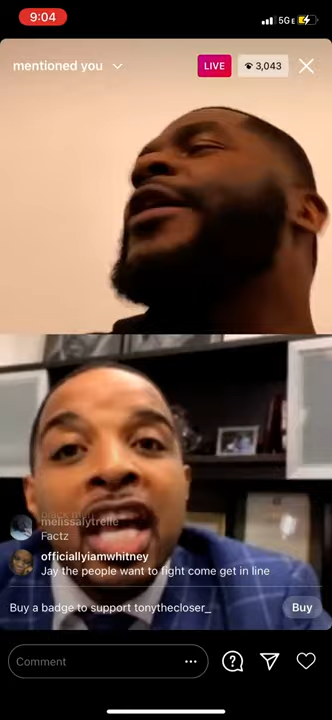 9:04
5GE
mentioned you
LIVE
3,043
melissalytrelle
Factz
officiallyiamwhitney
Jay the people want to fight come get in line
Buy a badge to support tonythecloser_
Buy
Comment